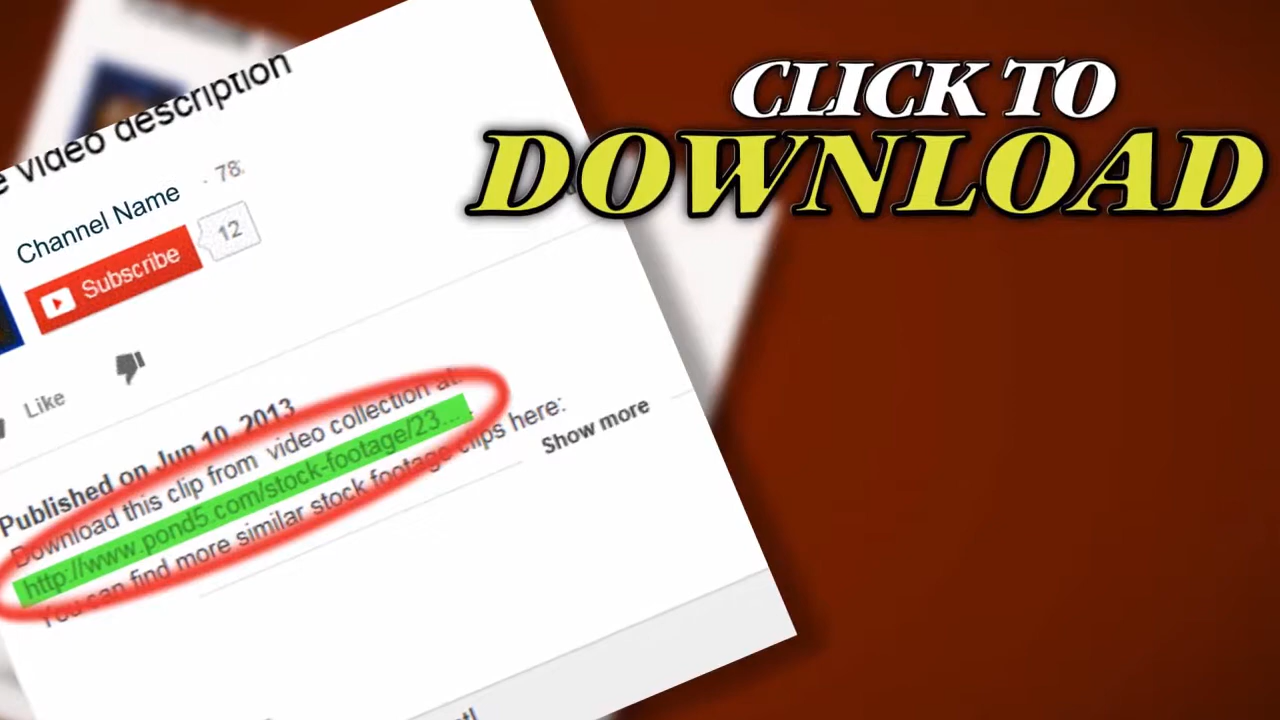 CLICK TO
DOWNLOAD
e video description
Channel Name
78
Subscribe
12
Like
Published on Jun 10, 2013
Download this clip from video collection at
http://www.pond5.com/stock-footage/23...
You can find more similar stock footage clips here:
Show more